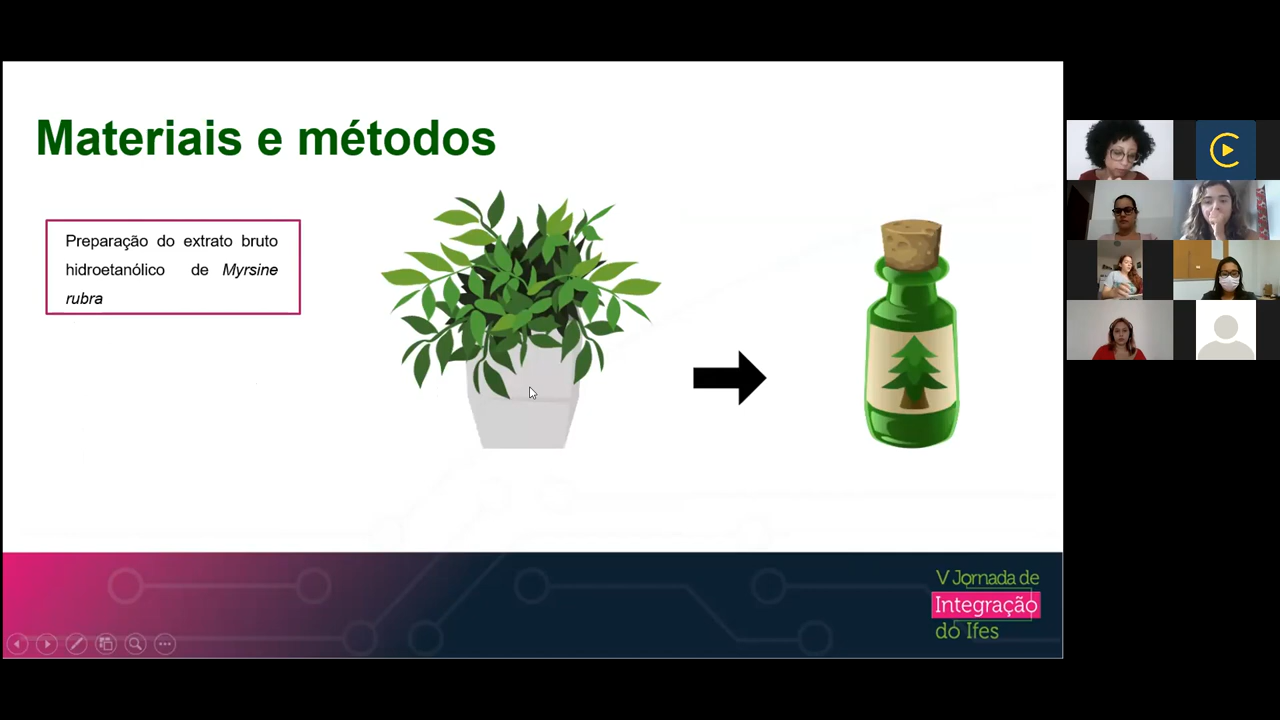 Materiais e métodos
Preparação do extrato bruto
hidroetanólico de Myrsine
rubra
V Jornada de
Integração
do Ifes